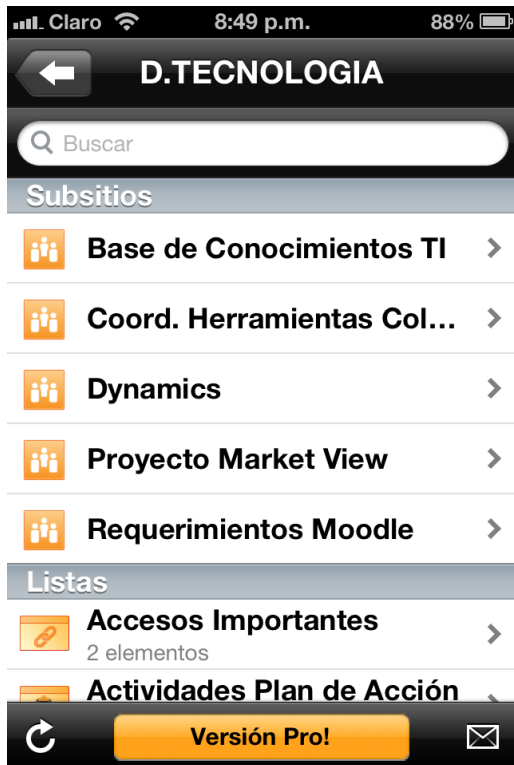 Claro 8:49 p.m. 88%
D.TECNOLOGIA
Buscar
Subsitios
Base de Conocimientos TI
Coord. Herramientas Col...
Dynamics
Proyecto Market View
Requerimientos Moodle
Listas
Accesos Importantes
2 elementos
Actividades Plan de Acción
Versión Pro!